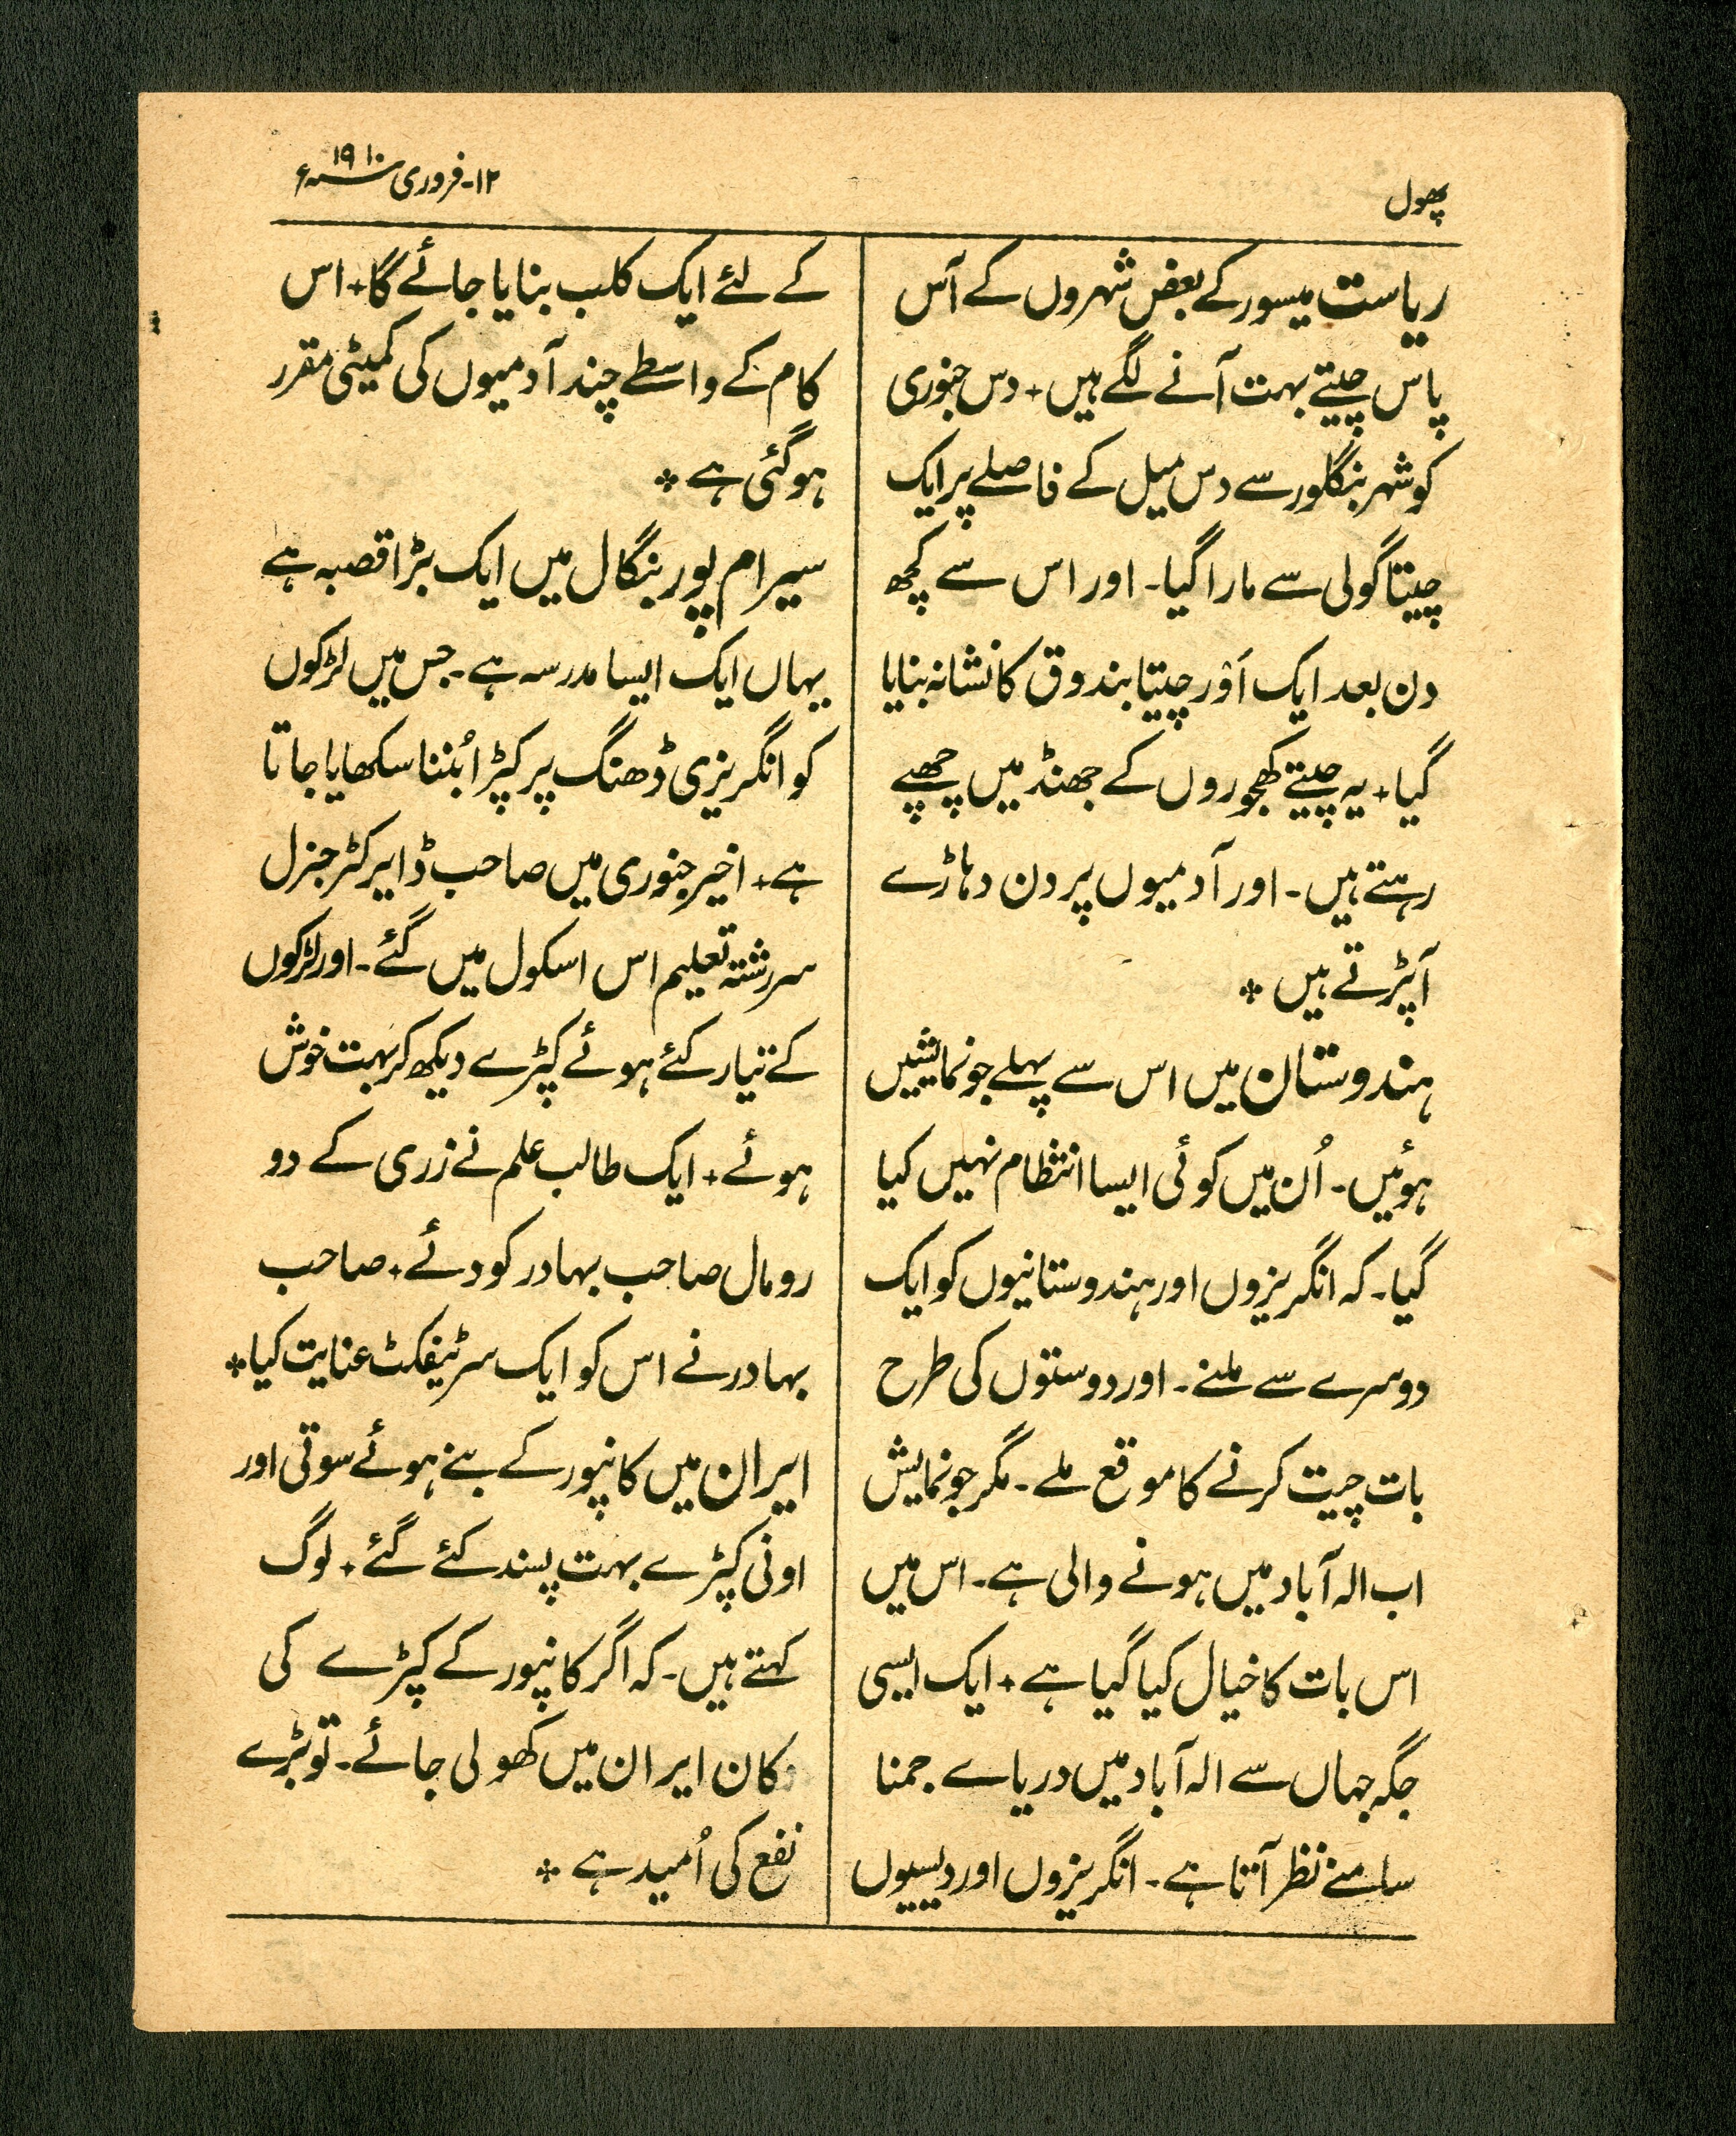 پھول
۱۲-فروری سنہ ۱۹۱۰ء
ریاست میسور کے بعض شہروں کے آس
پاس چیتے بہت آنے لگے ہیں + دس جنوری
کو شہر بنگلور سے دس میل کے فاصلے پر ایک
چیتا گولی سے مارا گیا۔ اور اس سے کچھ
دن بعد ایک اَوْر چیتا بندوق کا نشانہ بنایا
گیا + یہ چیتے کھجوروں کے جھنڈ میں چھپے
رہتے ہیں۔ اور آدمیوں پر دن دہاڑے
آپڑتے ہیں ⁘
ہندوستان میں اس سے پہلے جو نمایشیں
ہوئیں۔ اُن میں کوئی ایسا انتظام نہیں کیا
گیا۔ کہ انگریزوں اور ہندوستانیوں کو ایک
دوسرے سے ملنے۔ اور دوستوں کی طرح
بات چیت کرنے کا موقع ملے۔ مگر جو نمایش
اب الہ آباد میں ہونے والی ہے۔ اس میں
اس بات کا خیال کیا گیا ہے + ایک ایسی
جگہ جہاں سے الہ آباد میں دریاے جمنا
سامنے نظر آتا ہے۔ انگریزوں اور دیسیوں
کے لئے ایک کلب بنایا جائے گا + اس
کام کے واسطے چند آدمیوں کی کمیٹی مقرر
ہوگئی ہے ⁘
سیرام پور بنگال میں ایک بڑا قصبہ ہے
یہاں ایک ایسا مدرسہ ہے۔ جس میں لڑکوں
کو انگریزی ڈھنگ پر کپڑا بُننا سکھایا جاتا
ہے + اخیر جنوری میں صاحب ڈایرکٹر جنرل
سررشتہ تعلیم اس اسکول میں گئے۔ اور لڑکوں
کے تیار کئے ہوئے کپڑے دیکھ کر بہت خوش
ہوئے + ایک طالب علم نے زری کے دو
رومال صاحب بہادر کو دئے + صاحب
بہادر نے اس کو ایک سرٹیفکٹ عنایت کیا ⁘
ایران میں کانپور کے بنے ہوئے سوتی اور
اونی کپڑے بہت پسند کئے گئے + لوگ
کہتے ہیں۔ کہ اگر کانپور کے کپڑے کی
دکان ایران میں کھولی جائے۔ تو بڑے
نفع کی اُمید ہے ⁘